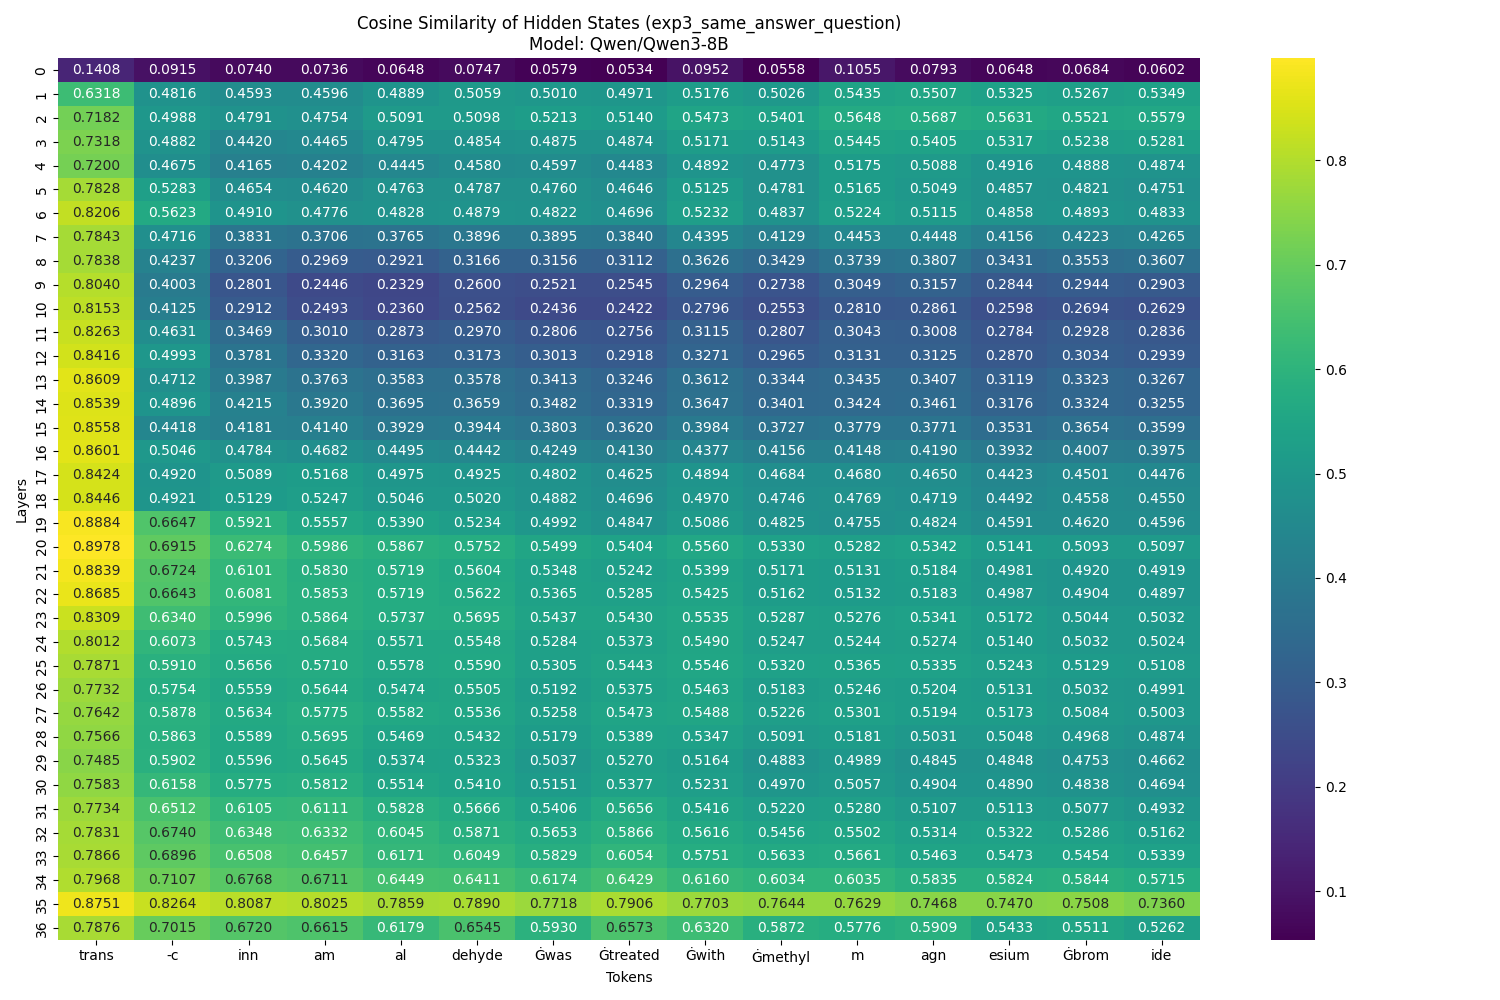 Cosine Similarity of Hidden States (exp3_same_answer_question)
Model: Qwen/Qwen3-8B
0 0.1408 0.0915 0.0740 0.0736 0.0648 0.0747 0.0579 0.0534 0.0952 0.0558 0.1055 0.0793 0.0648 0.0684 0.0602
1 0.6318 0.4816 0.4593 0.4596 0.4889 0.5059 0.5010 0.4971 0.5176 0.5026 0.5435 0.5507 0.5325 0.5267 0.5349
2 0.7182 0.4988 0.4791 0.4754 0.5091 0.5098 0.5213 0.5140 0.5473 0.5401 0.5648 0.5687 0.5631 0.5521 0.5579
3 0.7318 0.4882 0.4420 0.4465 0.4795 0.4854 0.4875 0.4874 0.5171 0.5143 0.5445 0.5405 0.5317 0.5238 0.5281
4 0.7200 0.4675 0.4165 0.4202 0.4445 0.4580 0.4597 0.4483 0.4892 0.4773 0.5175 0.5088 0.4916 0.4888 0.4874
5 0.7828 0.5283 0.4654 0.4620 0.4763 0.4787 0.4760 0.4646 0.5125 0.4781 0.5165 0.5049 0.4857 0.4821 0.4751
6 0.8206 0.5623 0.4910 0.4776 0.4828 0.4879 0.4822 0.4696 0.5232 0.4837 0.5224 0.5115 0.4858 0.4893 0.4833
7 0.7843 0.4716 0.3831 0.3706 0.3765 0.3896 0.3895 0.3840 0.4395 0.4129 0.4453 0.4448 0.4156 0.4223 0.4265
8 0.7838 0.4237 0.3206 0.2969 0.2921 0.3166 0.3156 0.3112 0.3626 0.3429 0.3739 0.3807 0.3431 0.3553 0.3607
9 0.8040 0.4003 0.2801 0.2446 0.2329 0.2600 0.2521 0.2545 0.2964 0.2738 0.3049 0.3157 0.2844 0.2944 0.2903
10 0.8153 0.4125 0.2912 0.2493 0.2360 0.2562 0.2436 0.2422 0.2796 0.2553 0.2810 0.2861 0.2598 0.2694 0.2629
11 0.8263 0.4631 0.3469 0.3010 0.2873 0.2970 0.2806 0.2756 0.3115 0.2807 0.3043 0.3008 0.2784 0.2928 0.2836
12 0.8416 0.4993 0.3781 0.3320 0.3163 0.3173 0.3013 0.2918 0.3271 0.2965 0.3131 0.3125 0.2870 0.3034 0.2939
13 0.8609 0.4712 0.3987 0.3763 0.3583 0.3578 0.3413 0.3246 0.3612 0.3344 0.3435 0.3407 0.3119 0.3323 0.3267
14 0.8539 0.4896 0.4215 0.3920 0.3695 0.3659 0.3482 0.3319 0.3647 0.3401 0.3424 0.3461 0.3176 0.3324 0.3255
15 0.8558 0.4418 0.4181 0.4140 0.3929 0.3944 0.3803 0.3620 0.3984 0.3727 0.3779 0.3771 0.3531 0.3654 0.3599
16 0.8601 0.5046 0.4784 0.4682 0.4495 0.4442 0.4249 0.4130 0.4377 0.4156 0.4148 0.4190 0.3932 0.4007 0.3975
17 0.8424 0.4920 0.5089 0.5168 0.4975 0.4925 0.4802 0.4625 0.4894 0.4684 0.4680 0.4650 0.4423 0.4501 0.4476
18 0.8446 0.4921 0.5129 0.5247 0.5046 0.5020 0.4882 0.4696 0.4970 0.4746 0.4769 0.4719 0.4492 0.4558 0.4550
19 0.8884 0.6647 0.5921 0.5557 0.5390 0.5234 0.4992 0.4847 0.5086 0.4825 0.4755 0.4824 0.4591 0.4620 0.4596
20 0.8978 0.6915 0.6274 0.5986 0.5867 0.5752 0.5499 0.5404 0.5560 0.5330 0.5282 0.5342 0.5141 0.5093 0.5097
21 0.8839 0.6724 0.6101 0.5830 0.5719 0.5604 0.5348 0.5242 0.5399 0.5171 0.5131 0.5184 0.4981 0.4920 0.4919
22 0.8685 0.6643 0.6081 0.5853 0.5719 0.5622 0.5365 0.5285 0.5425 0.5162 0.5132 0.5183 0.4987 0.4904 0.4897
23 0.8309 0.6340 0.5996 0.5864 0.5737 0.5695 0.5437 0.5430 0.5535 0.5287 0.5276 0.5341 0.5172 0.5044 0.5032
24 0.8012 0.6073 0.5743 0.5684 0.5571 0.5548 0.5284 0.5373 0.5490 0.5247 0.5244 0.5274 0.5140 0.5032 0.5024
25 0.7871 0.5910 0.5656 0.5710 0.5578 0.5590 0.5305 0.5443 0.5546 0.5320 0.5365 0.5335 0.5243 0.5129 0.5108
26 0.7732 0.5754 0.5559 0.5644 0.5474 0.5505 0.5192 0.5375 0.5463 0.5183 0.5246 0.5204 0.5131 0.5032 0.4991
27 0.7642 0.5878 0.5634 0.5775 0.5582 0.5536 0.5258 0.5473 0.5488 0.5226 0.5301 0.5194 0.5173 0.5084 0.5003
28 0.7566 0.5863 0.5589 0.5695 0.5469 0.5432 0.5179 0.5389 0.5347 0.5091 0.5181 0.5031 0.5048 0.4968 0.4874
29 0.7485 0.5902 0.5596 0.5645 0.5374 0.5323 0.5037 0.5270 0.5164 0.4883 0.4989 0.4845 0.4848 0.4753 0.4662
30 0.7583 0.6158 0.5775 0.5812 0.5514 0.5410 0.5151 0.5377 0.5231 0.4970 0.5057 0.4904 0.4890 0.4838 0.4694
31 0.7734 0.6512 0.6105 0.6111 0.5828 0.5666 0.5406 0.5656 0.5416 0.5220 0.5280 0.5107 0.5113 0.5077 0.4932
32 0.7831 0.6740 0.6348 0.6332 0.6045 0.5871 0.5653 0.5866 0.5616 0.5456 0.5502 0.5314 0.5322 0.5286 0.5162
33 0.7866 0.6896 0.6508 0.6457 0.6171 0.6049 0.5829 0.6054 0.5751 0.5633 0.5661 0.5463 0.5473 0.5454 0.5339
34 0.7968 0.7107 0.6768 0.6711 0.6449 0.6411 0.6174 0.6429 0.6160 0.6034 0.6035 0.5835 0.5824 0.5844 0.5715
35 0.8751 0.8264 0.8087 0.8025 0.7859 0.7890 0.7718 0.7906 0.7703 0.7644 0.7629 0.7468 0.7470 0.7508 0.7360
36 0.7876 0.7015 0.6720 0.6615 0.6179 0.6545 0.5930 0.6573 0.6320 0.5872 0.5776 0.5909 0.5433 0.5511 0.5262
trans -c inn am al dehyde Ġwas Ġtreated Ġwith Ġmethyl m agn esium Ġbrom ide
Tokens
Layers
0.8
0.7
0.6
0.5
0.4
0.3
0.2
0.1